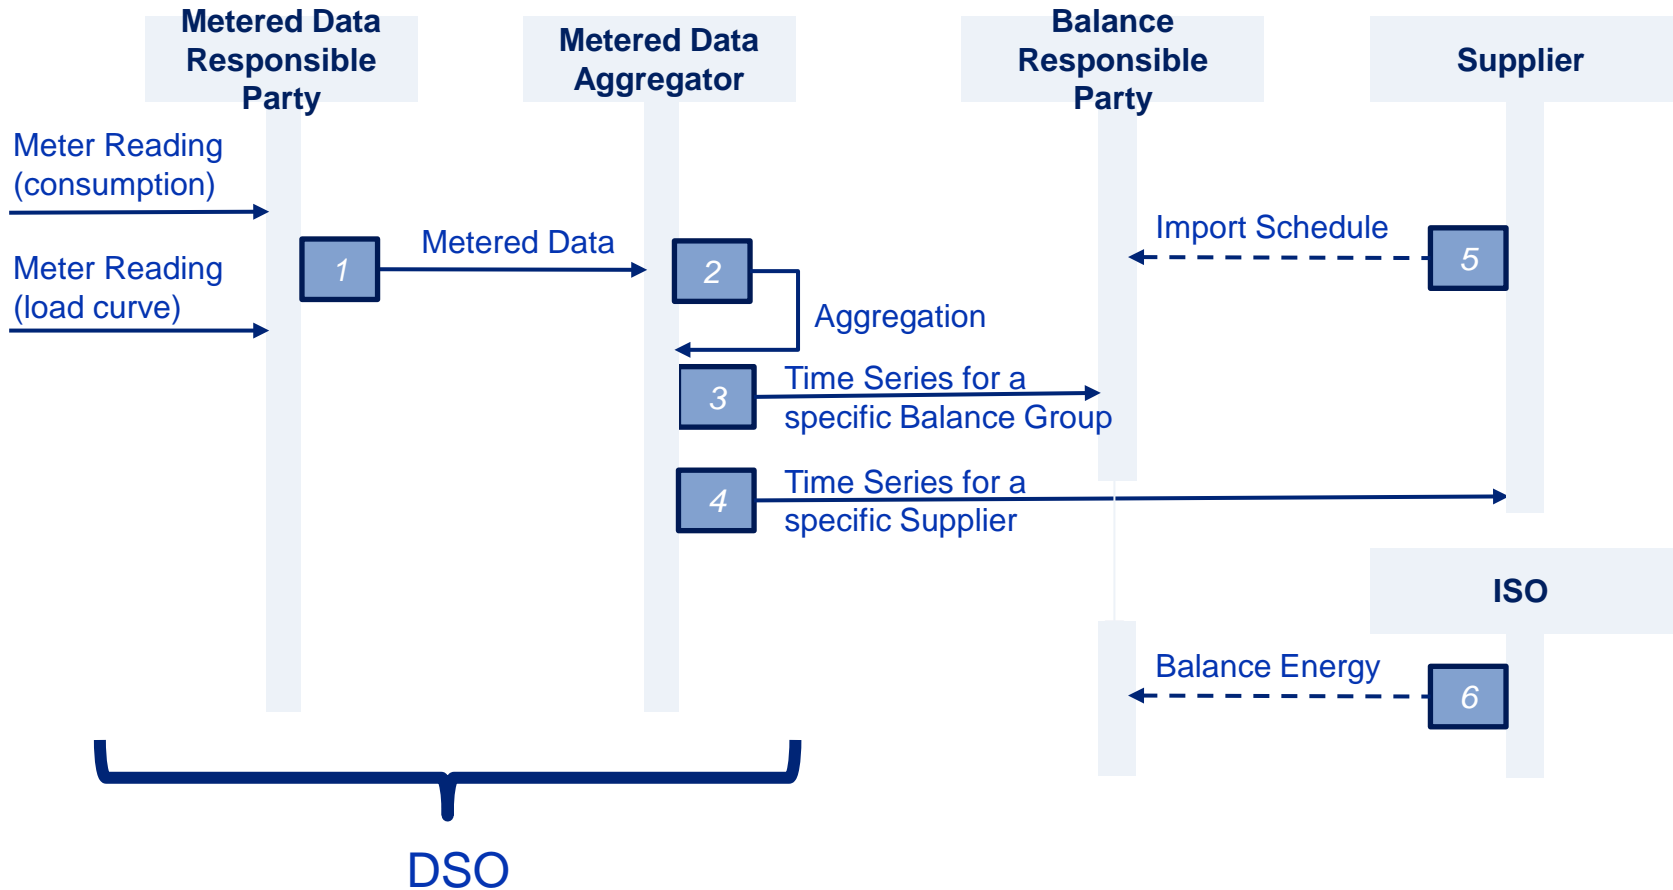 Metered Data
Responsible
Party
Metered Data
Aggregator
Balance
Responsible
Party
Supplier
Meter Reading
(consumption)
Meter Reading
(load curve)
1
Metered Data
2
Aggregation
Import Schedule
5
3
Time Series for a
specific Balance Group
4
Time Series for a
specific Supplier
ISO
Balance Energy
6
DSO